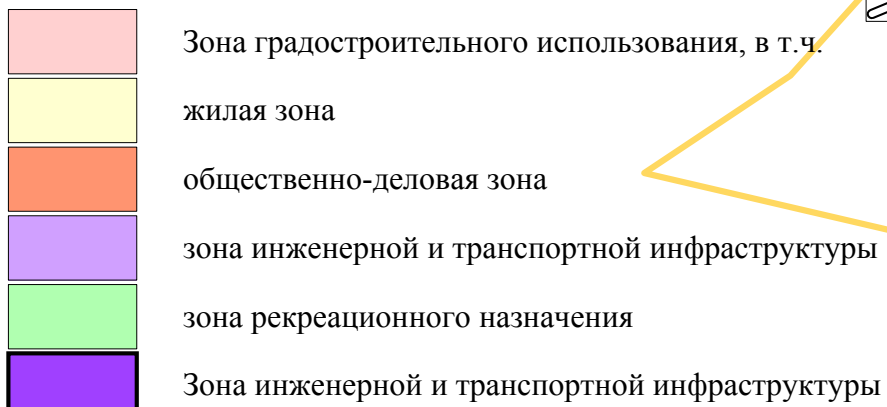 Зона градостроительного использования, в т.ч.
жилая зона
общественно-деловая зона
зона инженерной и транспортной инфраструктуры
зона рекреационного назначения
Зона инженерной и транспортной инфраструктуры